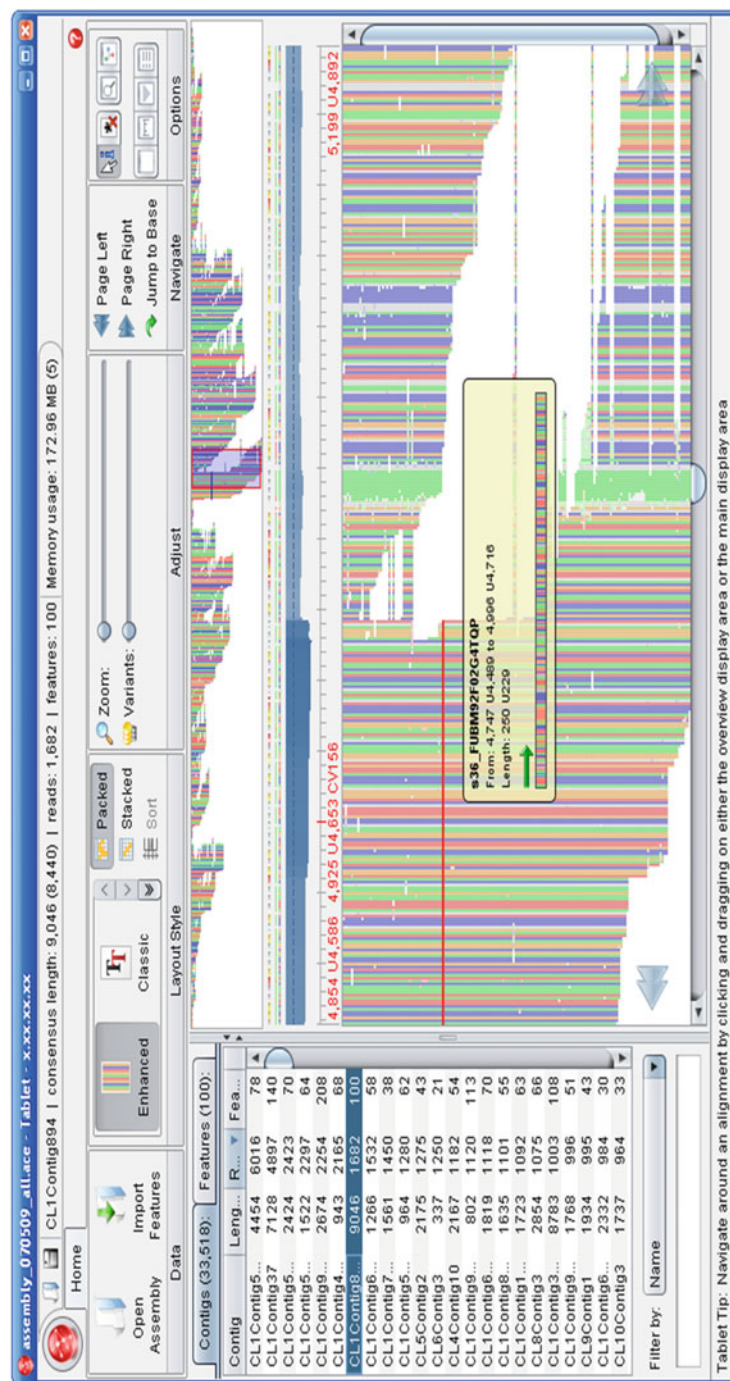 assembly_070509_all.ace - Tablet - x.xx.xx.xx
CL1Contig894 | consensus length: 9,046 (8,440) | reads: 1,682 | features: 100 | Memory usage: 172.96 MB (5)
Home
Open
Assembly
Import
Features
Data
Enhanced
Classic
Packed
Stacked
Sort
Layout Style
Zoom:
Variants:
Adjust
Page Left
Page Right
Jump to Base
Navigate
Options
Contigs (33,518):
Features (100):
Contig Leng... R... Fea...
CL1Contig5... 4454 6016 78
CL1Contig37 7128 4897 140
CL1Contig5... 2424 2423 70
CL1Contig5... 1522 2297 64
CL1Contig9... 2674 2254 208
CL1Contig4... 943 2165 68
CL1Contig8... 9046 1682 100
CL1Contig6... 1266 1532 58
CL1Contig7... 1561 1450 38
CL1Contig5... 964 1280 62
CL5Contig2 2175 1275 43
CL6Contig3 337 1250 21
CL4Contig10 2167 1182 54
CL1Contig9... 802 1120 113
CL1Contig6... 1819 1118 70
CL1Contig8... 1635 1101 55
CL1Contig1... 1723 1092 63
CL8Contig3 2854 1075 66
CL1Contig3... 8783 1003 108
CL1Contig9... 1768 996 51
CL9Contig1 1934 995 43
CL1Contig6... 2332 984 30
CL10Contig3 1737 964 33
Filter by: Name
4,854 U4,586 4,925 U4,653 CV156 5,199 U4,892
s36_FUBM92F02G4TQP
From: 4,747 U4,489 to 4,996 U4,716
Length: 250 U229
Tablet Tip: Navigate around an alignment by clicking and dragging on either the overview display area or the main display area